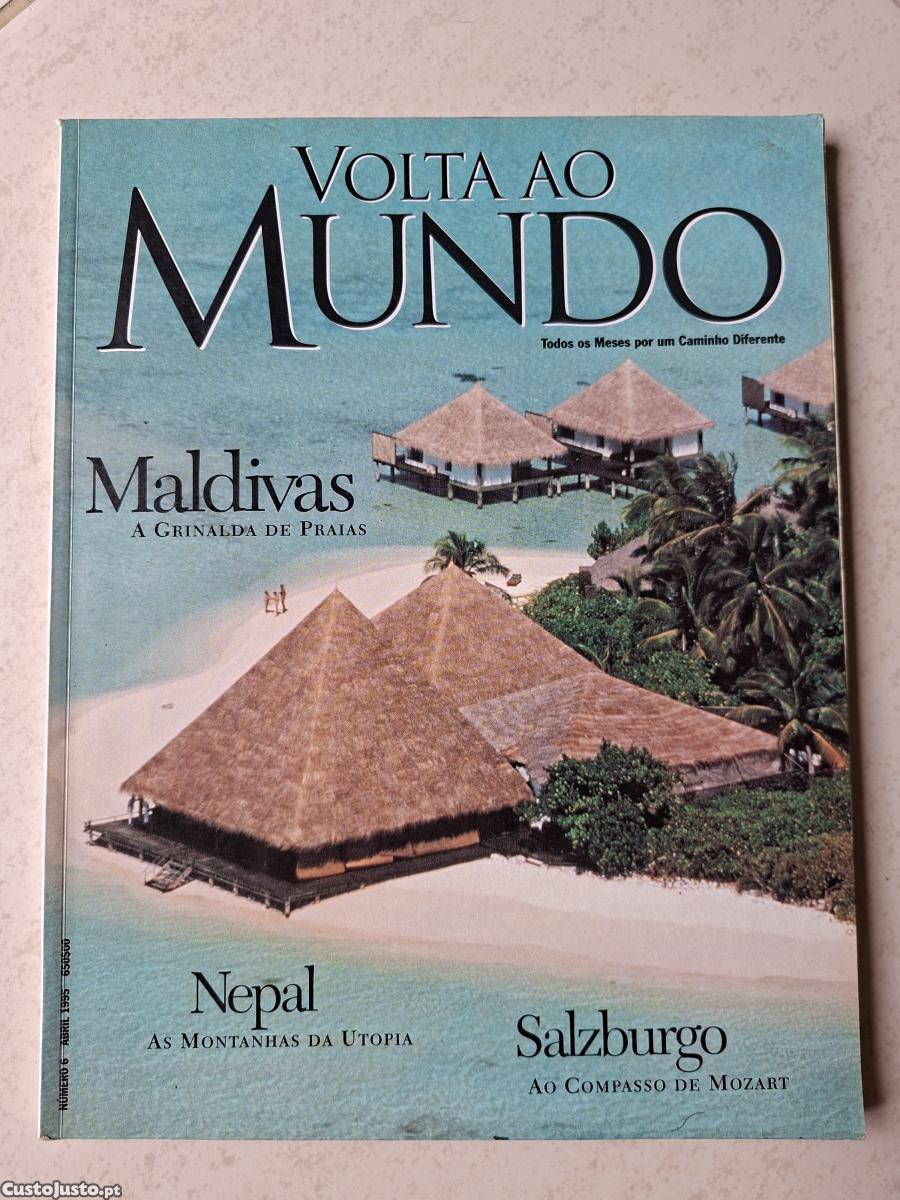 VOLTA AO
MUNDO
Todos os Meses por um Caminho Diferente
Maldivas
A GRINALDA DE PRAIAS
Nepal
AS MONTANHAS DA UTOPIA
Salzburgo
AO COMPASSO DE MOZART
NÚMERO 6 ABRIL 1995 650$00
CustoJusto.pt